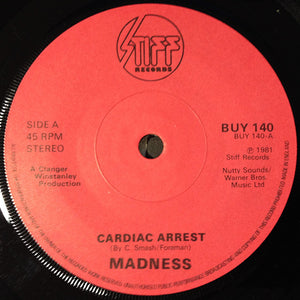 STIFF
RECORDS
SIDE A
45 RPM
STEREO
BUY 140
BUY 140-A
A Clanger
Winstanley
Production
℗ 1981
Stiff Records
Nutty Sounds/
Warner Bros.
Music Ltd
CARDIAC ARREST
(By C. Smash/Foreman)
MADNESS